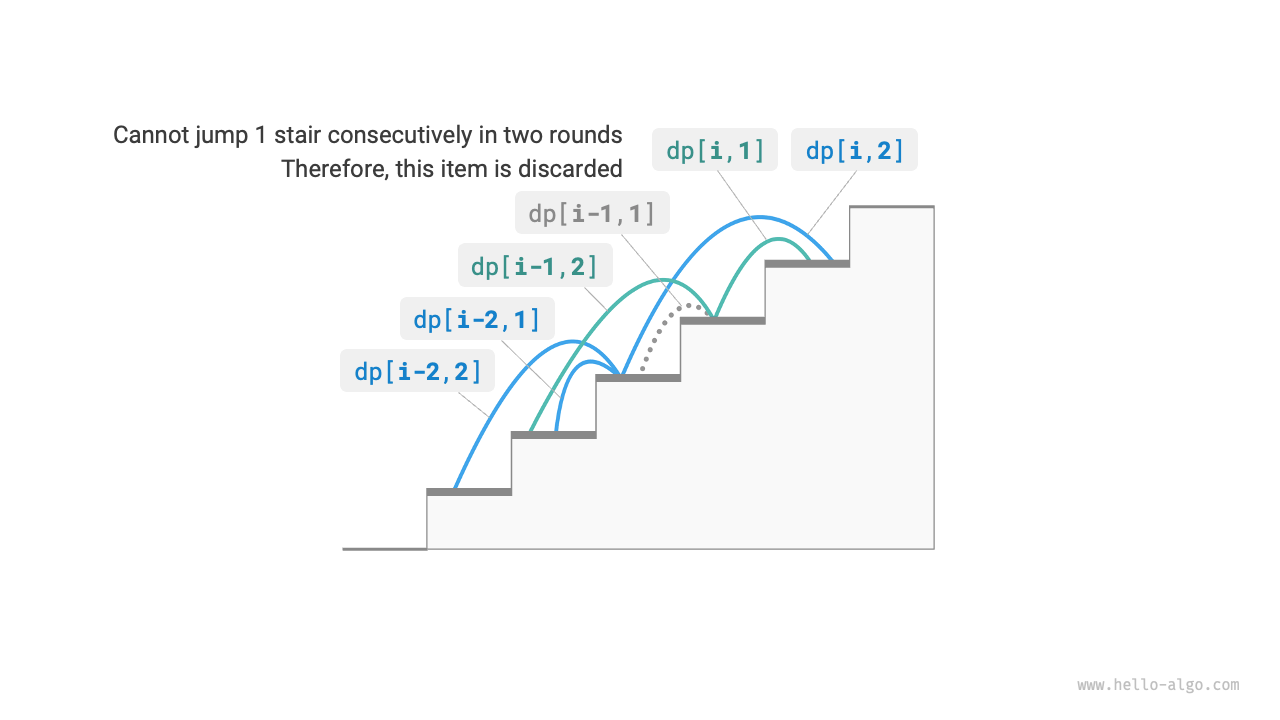 Cannot jump 1 stair consecutively in two rounds
Therefore, this item is discarded
dp[i,1]
dp[i,2]
dp[i-1,1]
dp[i-1,2]
dp[i-2,1]
dp[i-2,2]
www.hello-algo.com